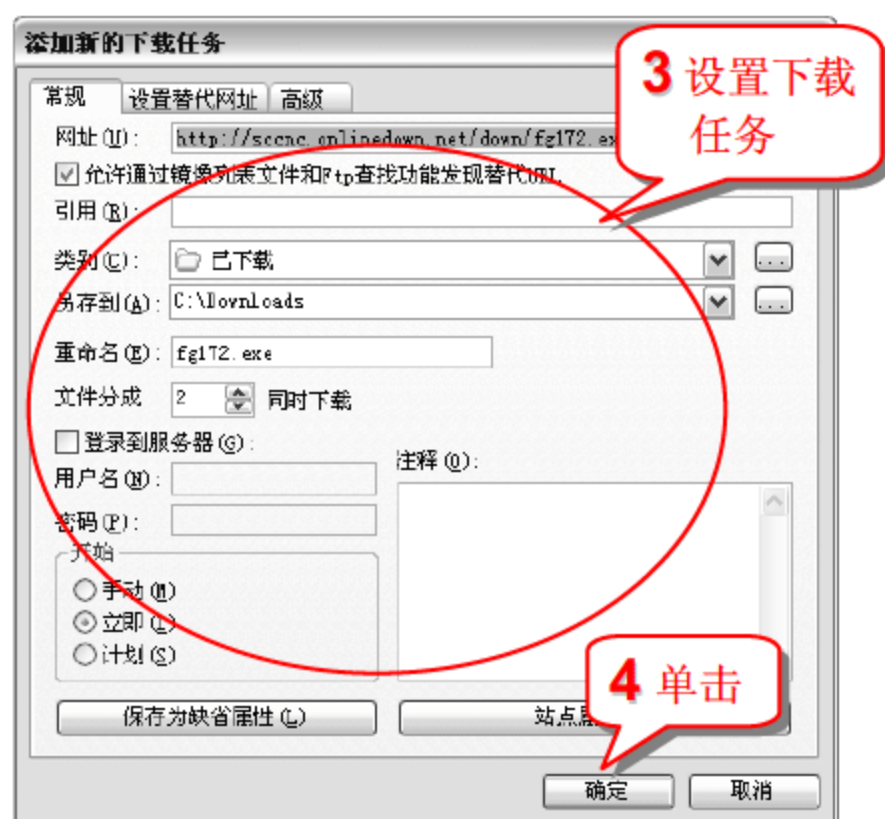 添加新的下载任务
3 设置下载
任务
常规 设置替代网址 高级
网址(U): http://sccnc.onlinedown.net/down/fg172.ex
允许通过镜像列表文件和Ftp查找功能发现替代URL
引用(R):
类别(C): 已下载 ...
另存到(A): C:\Downloads ...
重命名(E): fg172.exe
文件分成 2 同时下载
登录到服务器(G):
注释(O):
用户名(N):
密码(P):
开始
手动(M)
立即(I)
计划(S)
4 单击
保存为缺省属性(L) 站点属
确定 取消